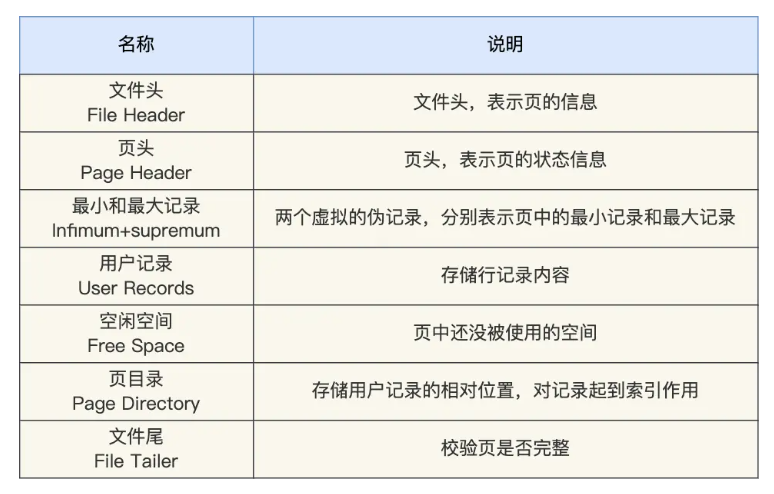 名称
说明
文件头
File Header
文件头，表示页的信息
页头
Page Header
页头，表示页的状态信息
最小和最大记录
Infimum+supremum
两个虚拟的伪记录，分别表示页中的最小记录和最大记录
用户记录
User Records
存储行记录内容
空闲空间
Free Space
页中还没被使用的空间
页目录
Page Directory
存储用户记录的相对位置，对记录起到索引作用
文件尾
File Tailer
校验页是否完整